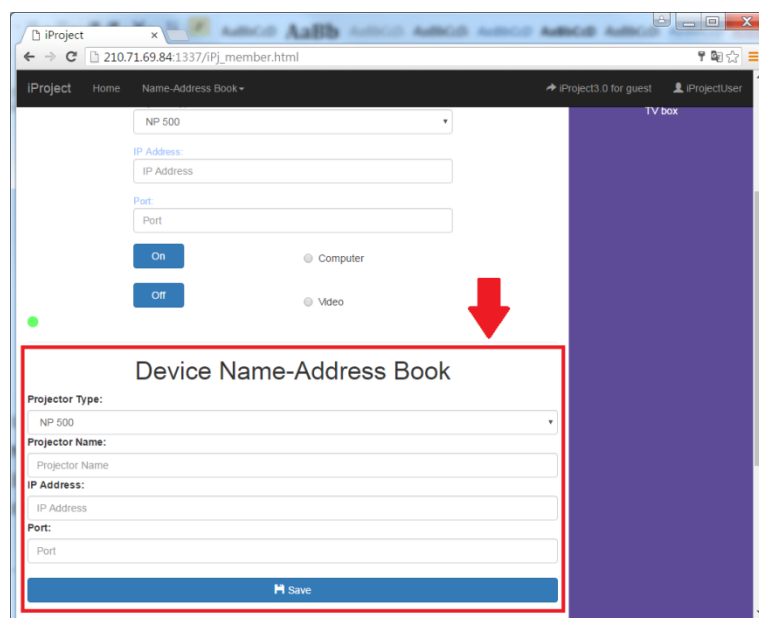 iProject
210.71.69.84:1337/iPj_member.html
iProject Home Name-Address Book iProject3.0 for guest iProjectUser
NP 500
TV box
IP Address:
IP Address
Port:
Port
On Computer
Off Video
Device Name-Address Book
Projector Type:
NP 500
Projector Name:
Projector Name
IP Address:
IP Address
Port:
Port
Save